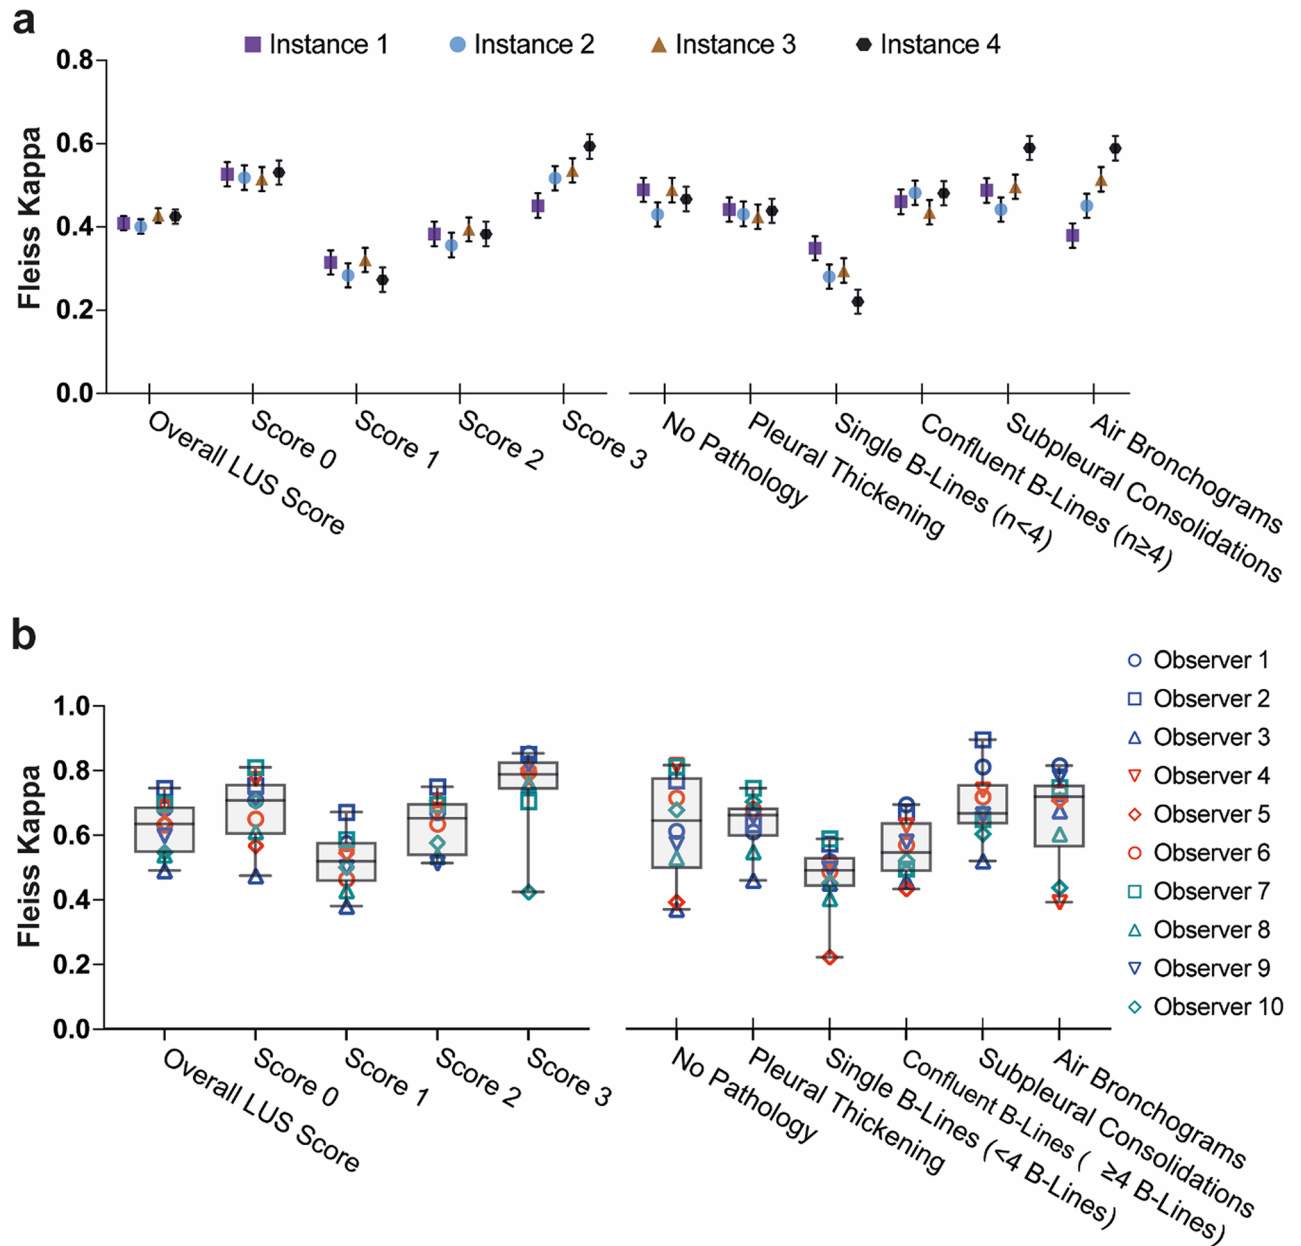 a
Instance 1 Instance 2 Instance 3 Instance 4
Fleiss Kappa
0.8
0.6
0.4
0.2
0.0
Overall LUS Score
Score 0
Score 1
Score 2
Score 3
No Pathology
Pleural Thickening
Single B-Lines (n<4)
Confluent B-Lines (n≥4)
Subpleural Consolidations
Air Bronchograms
b
Fleiss Kappa
1.0
0.8
0.6
0.4
0.2
0.0
Overall LUS Score
Score 0
Score 1
Score 2
Score 3
No Pathology
Pleural Thickening
Single B-Lines (<4 B-Lines)
Confluent B-Lines ( ≥4 B-Lines)
Subpleural Consolidations
Air Bronchograms
Observer 1
Observer 2
Observer 3
Observer 4
Observer 5
Observer 6
Observer 7
Observer 8
Observer 9
Observer 10